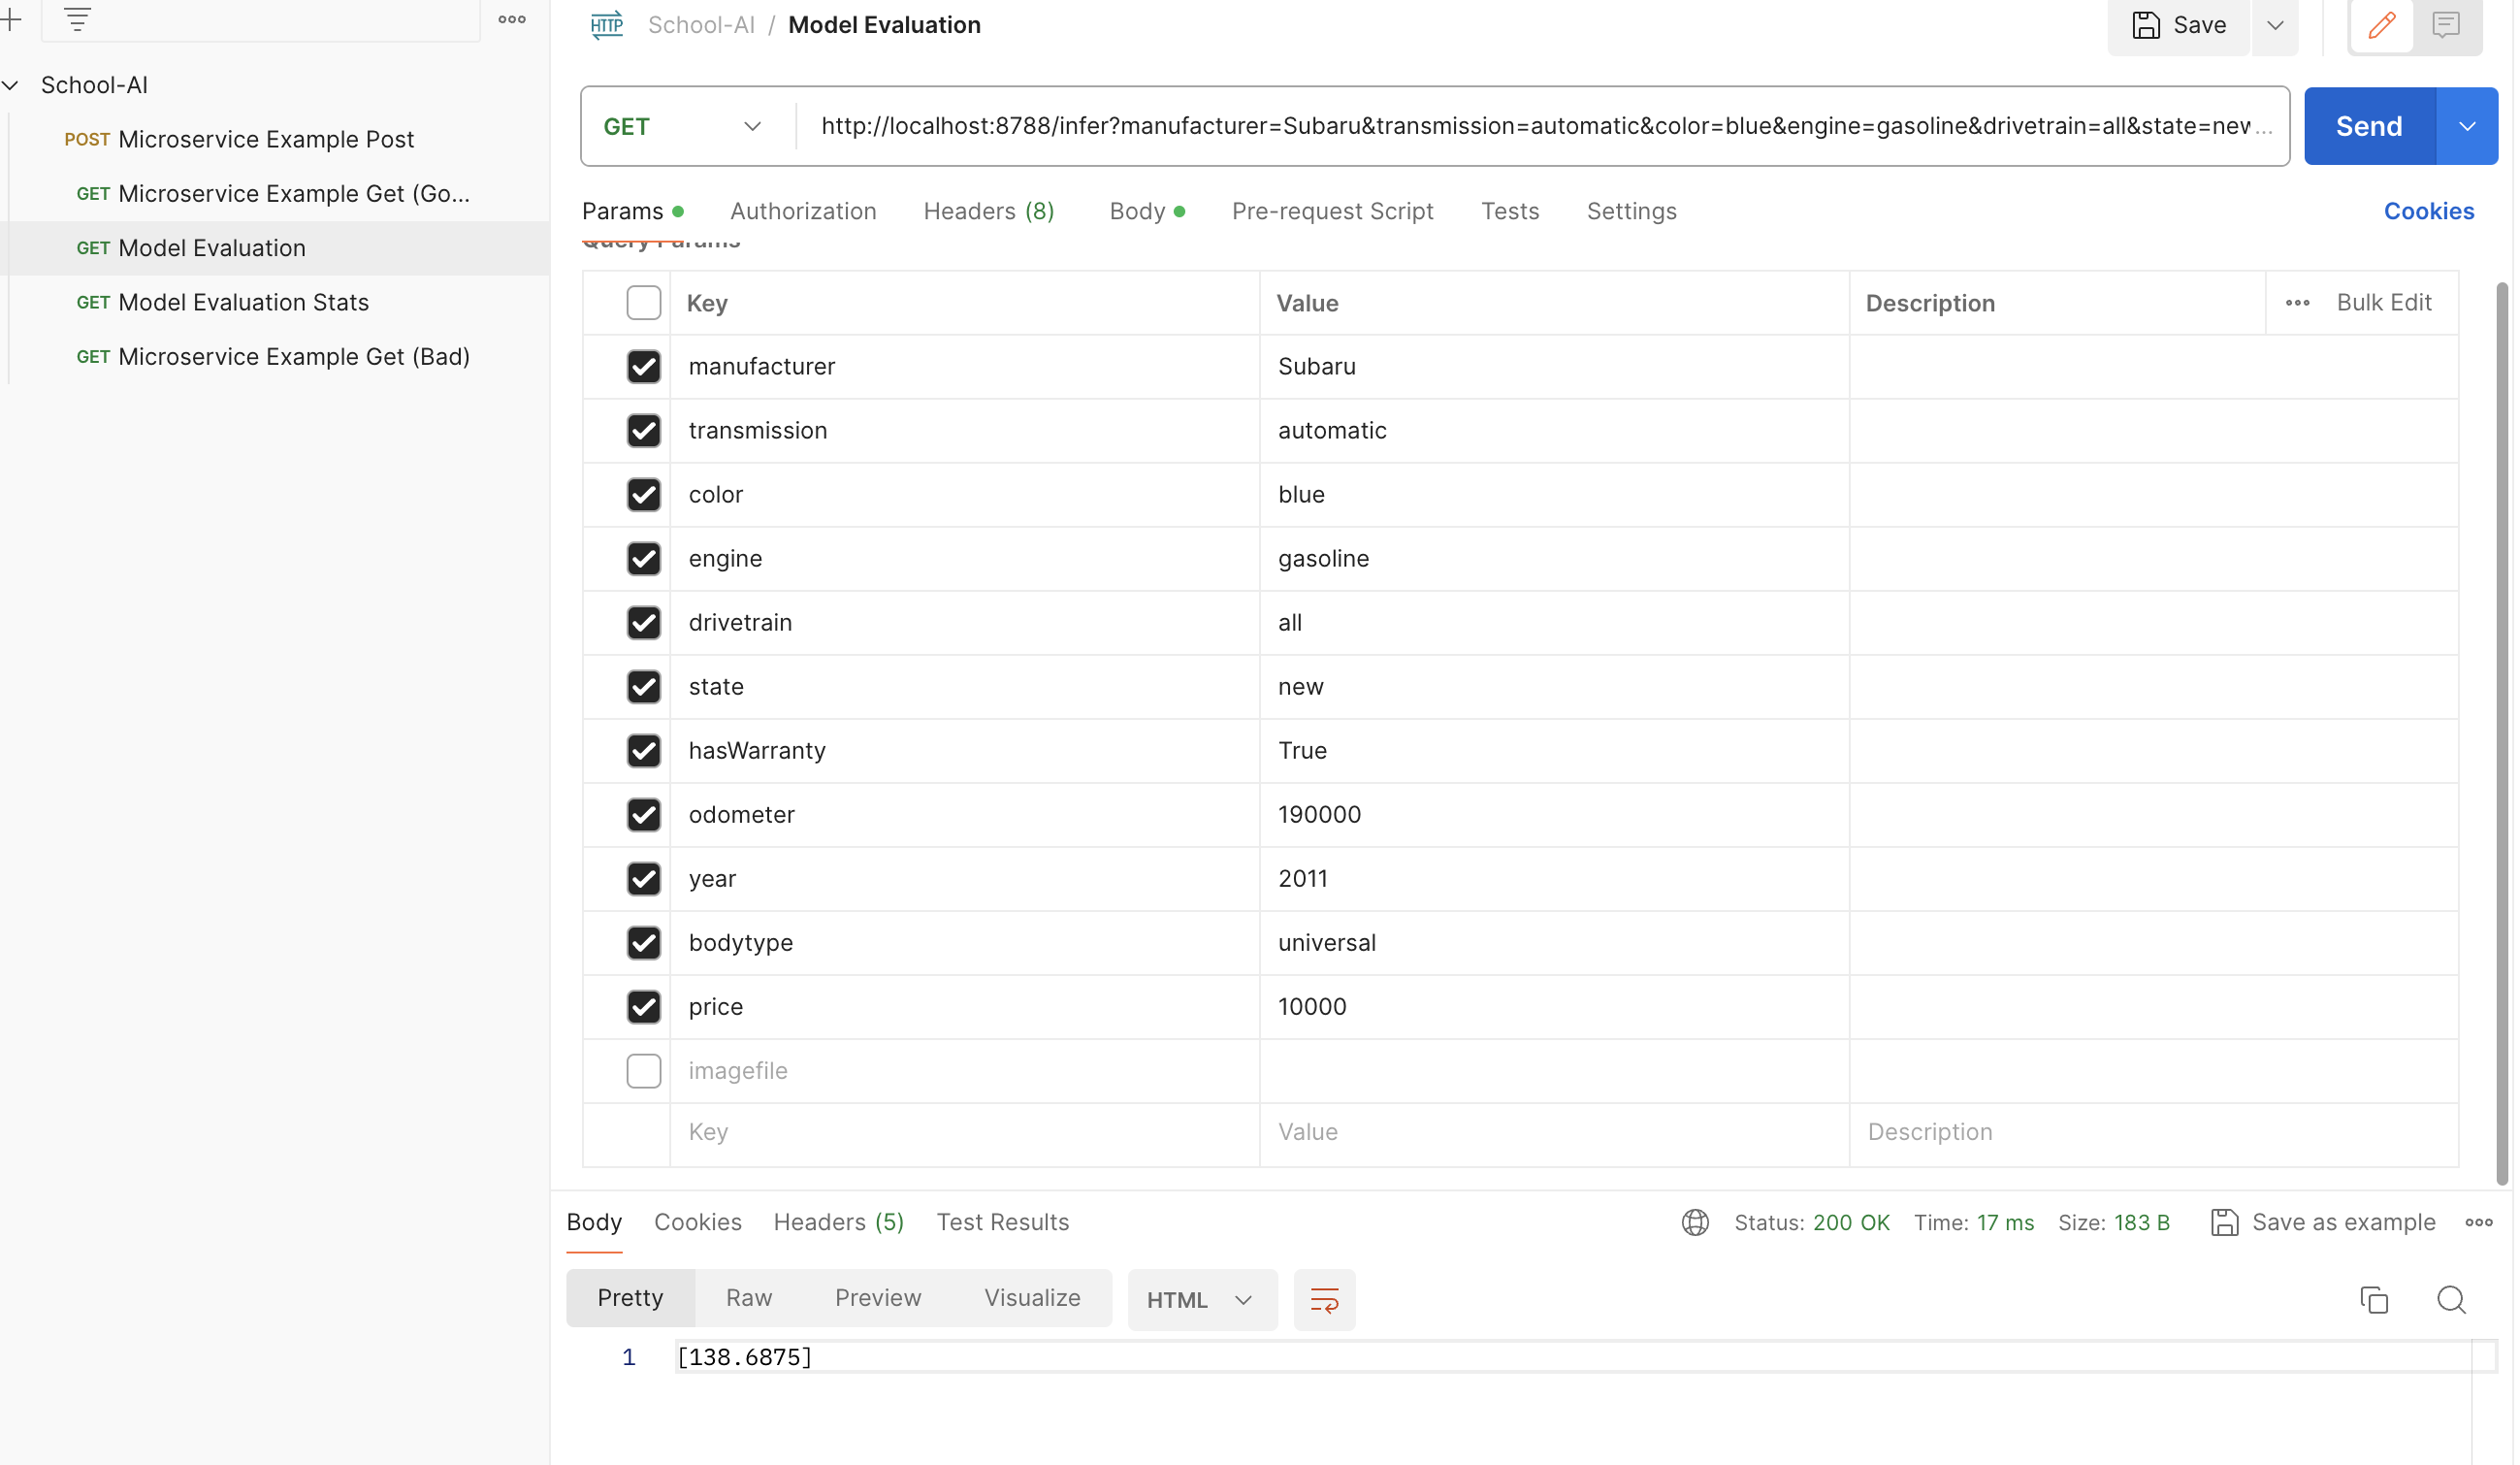 HTTP School-AI / Model Evaluation
Save
School-AI
POST Microservice Example Post
GET Microservice Example Get (Go...
GET Model Evaluation
GET Model Evaluation Stats
GET Microservice Example Get (Bad)
GET http://localhost:8788/infer?manufacturer=Subaru&transmission=automatic&color=blue&engine=gasoline&drivetrain=all&state=new... Send
Params Authorization Headers (8) Body Pre-request Script Tests Settings Cookies
Query Params
Key Value Description Bulk Edit
manufacturer Subaru
transmission automatic
color blue
engine gasoline
drivetrain all
state new
hasWarranty True
odometer 190000
year 2011
bodytype universal
price 10000
imagefile
Key Value Description
Body Cookies Headers (5) Test Results Status: 200 OK Time: 17 ms Size: 183 B Save as example
Pretty Raw Preview Visualize HTML
1 [138.6875]